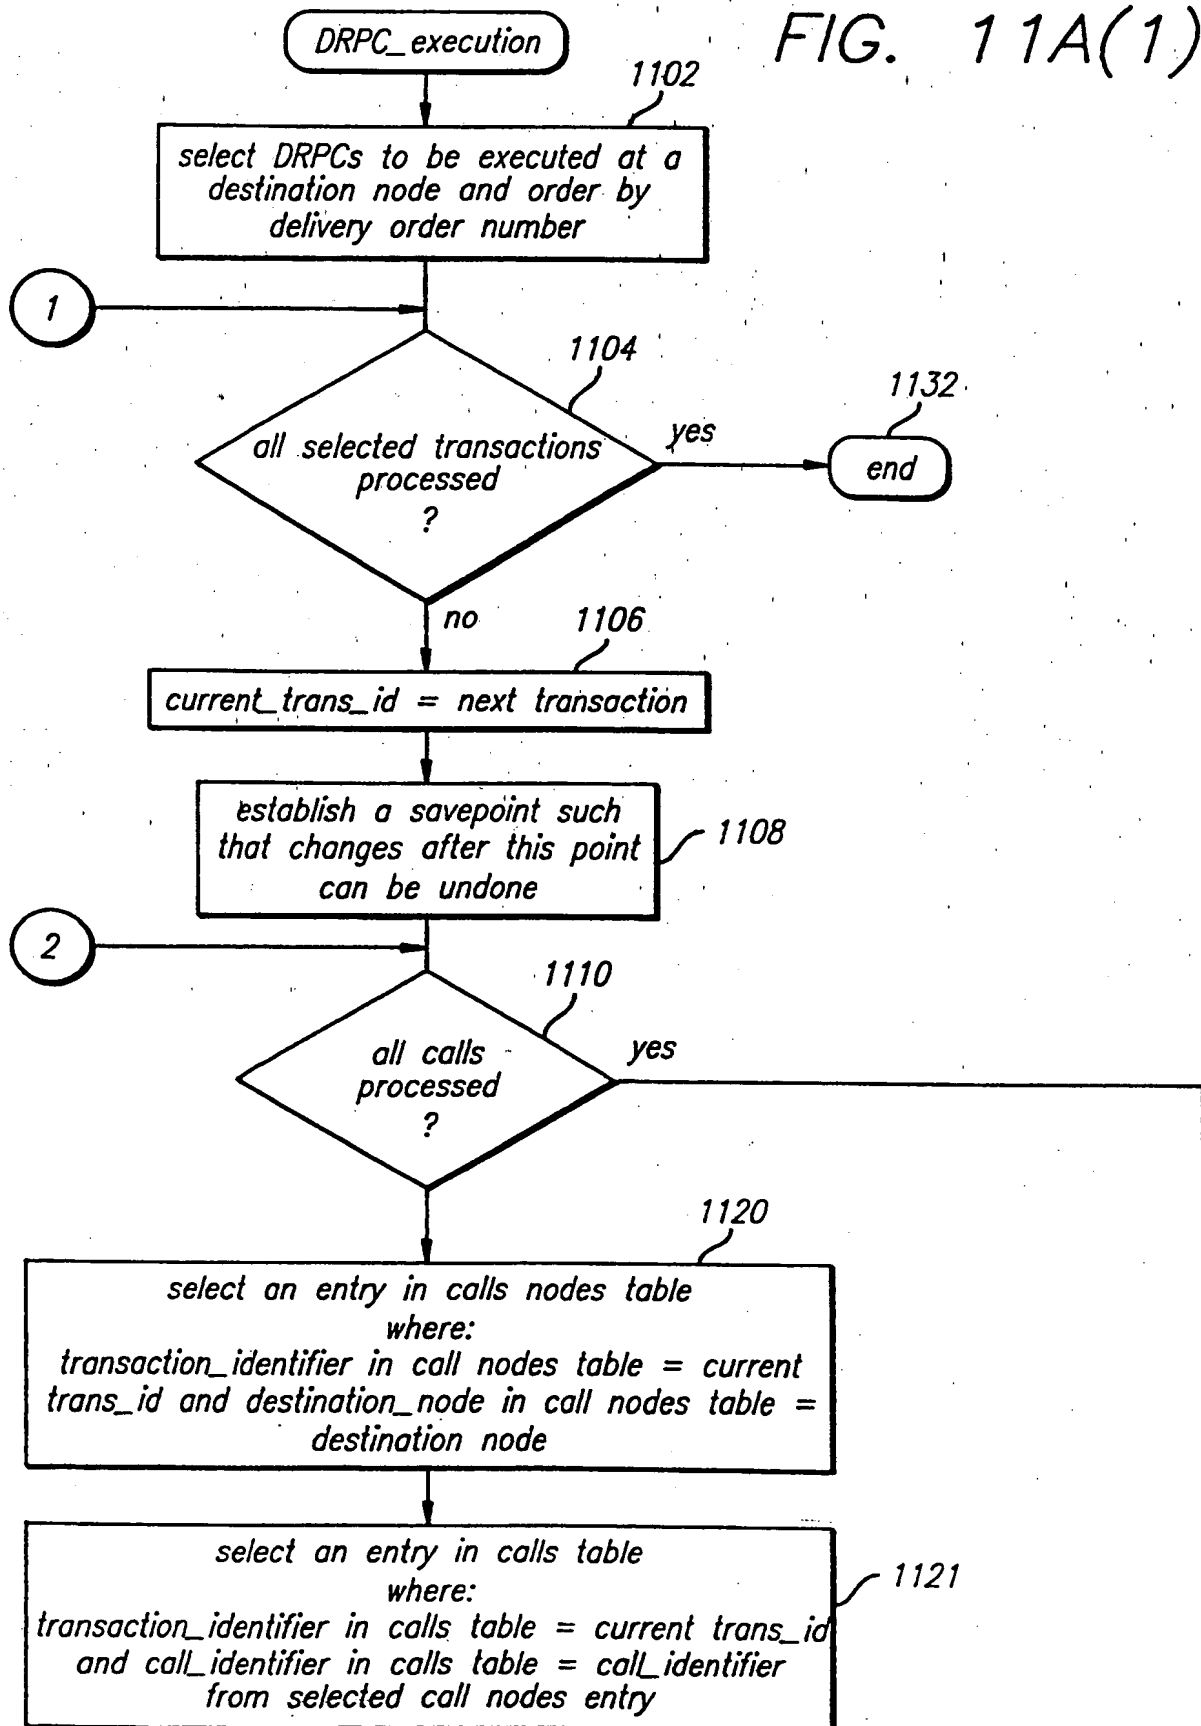 FIG. 11A(1)
DRPC_execution
1102
select DRPCs to be executed at a
destination node and order by
delivery order number
1
1104
all selected transactions
processed
?
yes
1132
end
no
1106
current_trans_id = next transaction
establish a savepoint such
that changes after this point
can be undone
1108
2
1110
all calls
processed
?
yes
1120
select an entry in calls nodes table
where:
transaction_identifier in call nodes table = current
trans_id and destination_node in call nodes table =
destination node
select an entry in calls table
where:
transaction_identifier in calls table = current trans_id
and call_identifier in calls table = call_identifier
from selected call nodes entry
1121